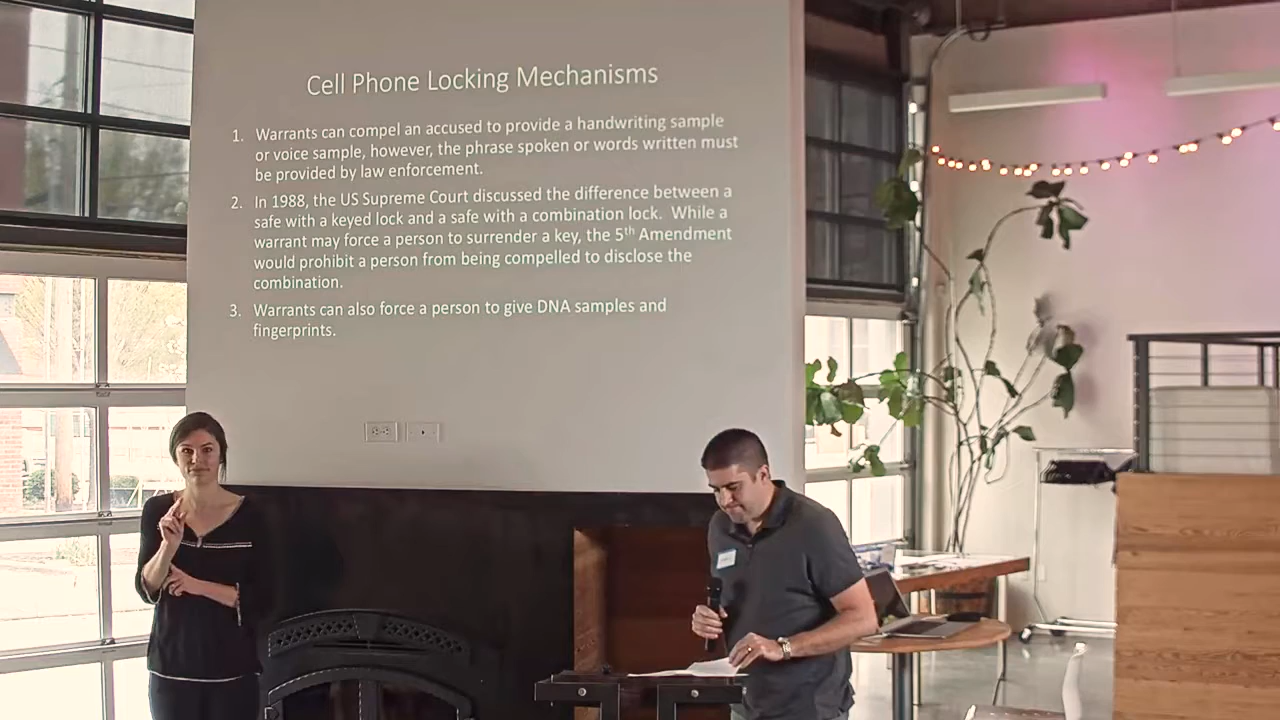 Cell Phone Locking Mechanisms
1. Warrants can compel an accused to provide a handwriting sample
or voice sample, however, the phrase spoken or words written must
be provided by law enforcement.
2. In 1988, the US Supreme Court discussed the difference between a
safe with a keyed lock and a safe with a combination lock. While a
warrant may force a person to surrender a key, the 5th Amendment
would prohibit a person from being compelled to disclose the
combination.
3. Warrants can also force a person to give DNA samples and
fingerprints.